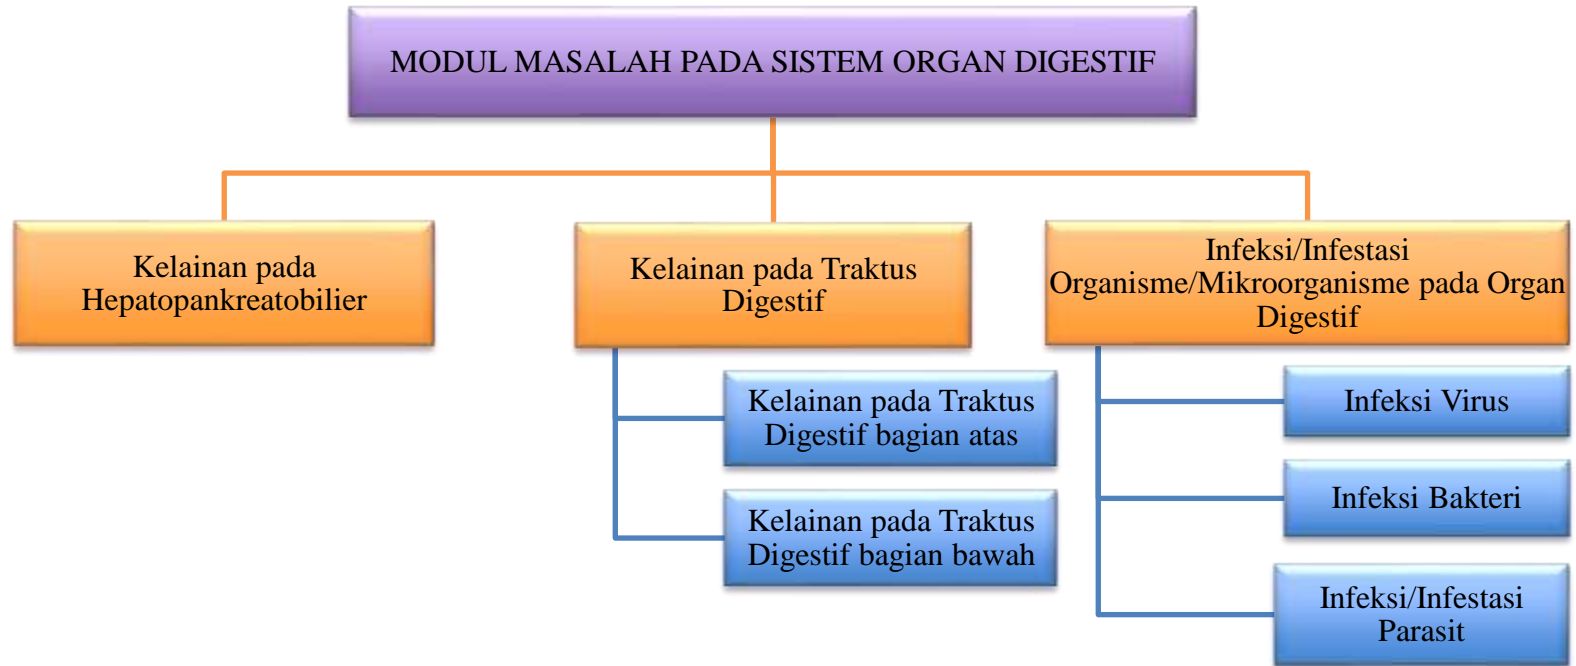 MODUL MASALAH PADA SISTEM ORGAN DIGESTIF
Kelainan pada
Hepatopankreatobilier
Kelainan pada Traktus
Digestif
Kelainan pada Traktus
Digestif bagian atas
Kelainan pada Traktus
Digestif bagian bawah
Infeksi/Infestasi
Organisme/Mikroorganisme pada Organ
Digestif
Infeksi Virus
Infeksi Bakteri
Infeksi/Infestasi
Parasit